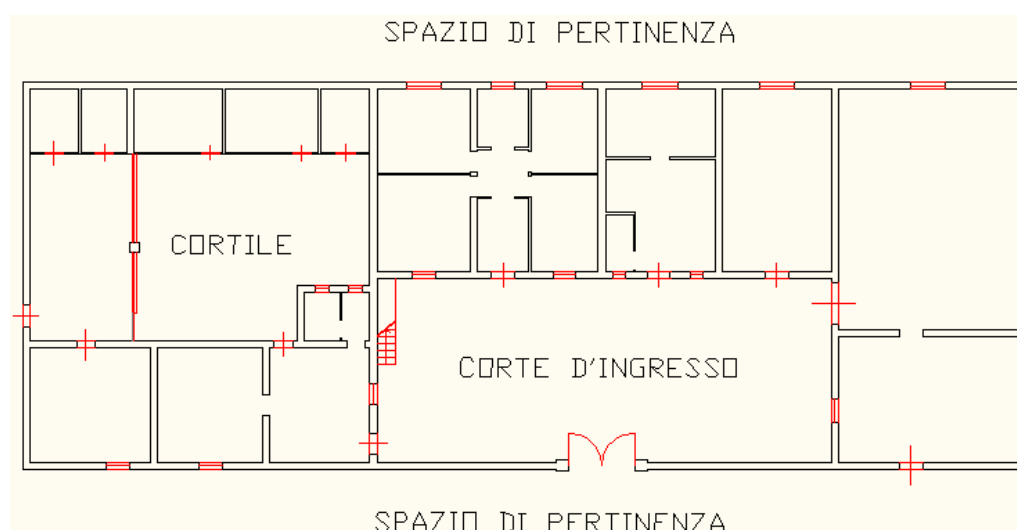 SPAZIO DI PERTINENZA
CORTILE
CORTE D'INGRESSO
SPAZIO DI PERTINENZA